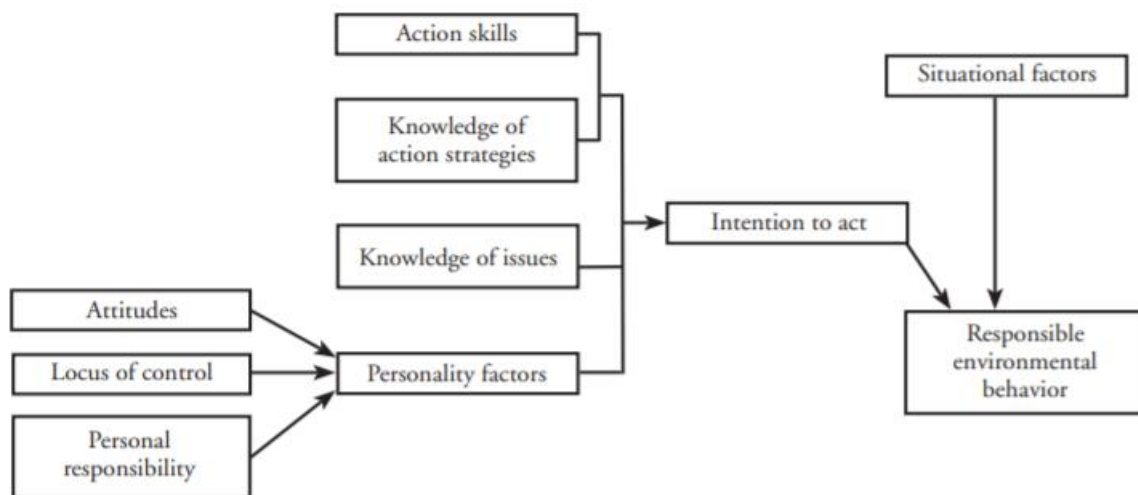 Action skills
Situational factors
Knowledge of
action strategies
Intention to act
Knowledge of issues
Attitudes
Responsible
environmental
behavior
Locus of control
Personality factors
Personal
responsibility